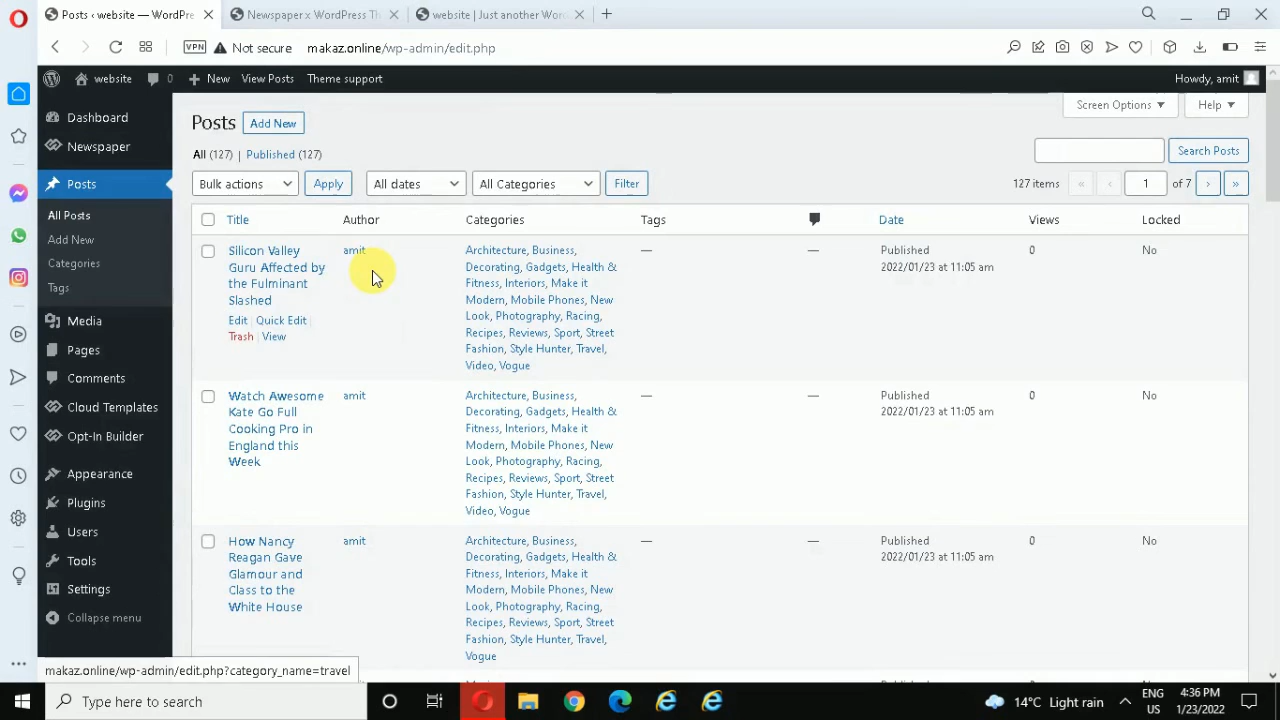 Posts ‹ website — WordPre
Newspaper x WordPress Th
website | Just another Word
VPN
Not secure
makaz.online/wp-admin/edit.php
website
0
New
View Posts
Theme support
Howdy, amit
Dashboard
Newspaper
Posts
All Posts
Add New
Categories
Tags
Media
Pages
Comments
Cloud Templates
Opt-In Builder
Appearance
Plugins
Users
Tools
Settings
Collapse menu
Screen Options
Help
Posts
Add New
All (127) | Published (127)
Search Posts
Bulk actions
Apply
All dates
All Categories
Filter
127 items
«
‹
1
of 7
›
»
Title
Author
Categories
Tags
Date
Views
Locked
Silicon Valley
Guru Affected by
the Fulminant
Slashed
Edit | Quick Edit |
Trash | View
amit
Architecture, Business,
Decorating, Gadgets, Health &
Fitness, Interiors, Make it
Modern, Mobile Phones, New
Look, Photography, Racing,
Recipes, Reviews, Sport, Street
Fashion, Style Hunter, Travel,
Video, Vogue
—
—
Published
2022/01/23 at 11:05 am
0
No
Watch Awesome
Kate Go Full
Cooking Pro in
England this
Week
amit
Architecture, Business,
Decorating, Gadgets, Health &
Fitness, Interiors, Make it
Modern, Mobile Phones, New
Look, Photography, Racing,
Recipes, Reviews, Sport, Street
Fashion, Style Hunter, Travel,
Video, Vogue
—
—
Published
2022/01/23 at 11:05 am
0
No
How Nancy
Reagan Gave
Glamour and
Class to the
White House
amit
Architecture, Business,
Decorating, Gadgets, Health &
Fitness, Interiors, Make it
Modern, Mobile Phones, New
Look, Photography, Racing,
Recipes, Reviews, Sport, Street
Fashion, Style Hunter, Travel,
Vogue
—
—
Published
2022/01/23 at 11:05 am
0
No
makaz.online/wp-admin/edit.php?category_name=travel
Type here to search
14°C Light rain
ENG
US
4:36 PM
1/23/2022